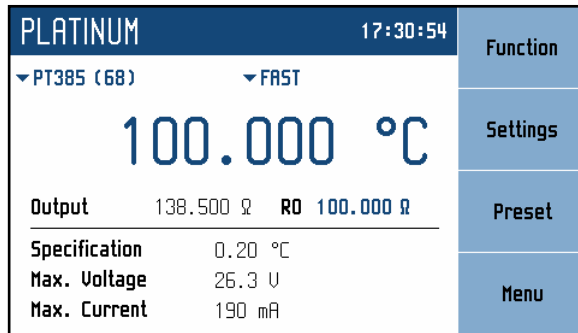 PLATINUM 17:30:54
PT385 (68) FAST
100.000 °C
Output 138.500 Ω R0 100.000 Ω
Specification 0.20 °C
Max. Voltage 26.3 V
Max. Current 190 mA
Function
Settings
Preset
Menu